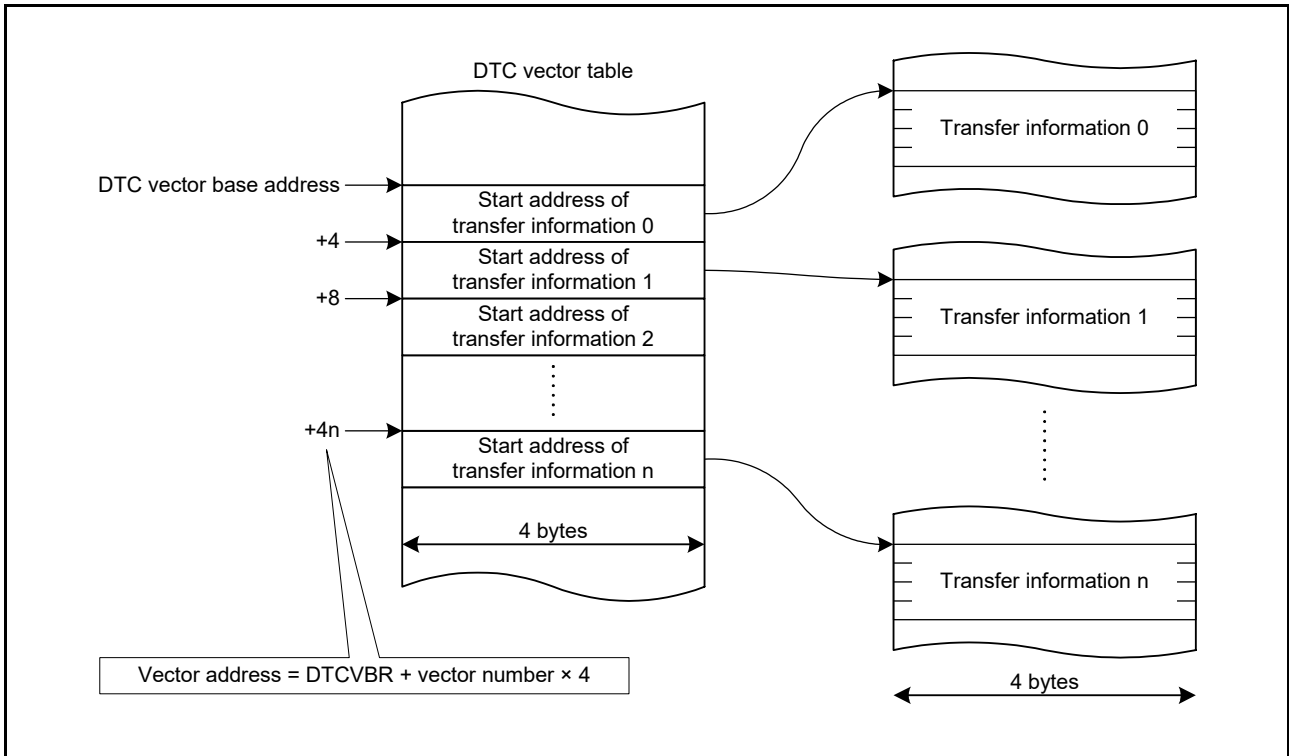 DTC vector table
DTC vector base address
Start address of
transfer information 0
+4
Start address of
transfer information 1
+8
Start address of
transfer information 2
+4n
Start address of
transfer information n
4 bytes
Vector address = DTCVBR + vector number × 4
Transfer information 0
Transfer information 1
Transfer information n
4 bytes